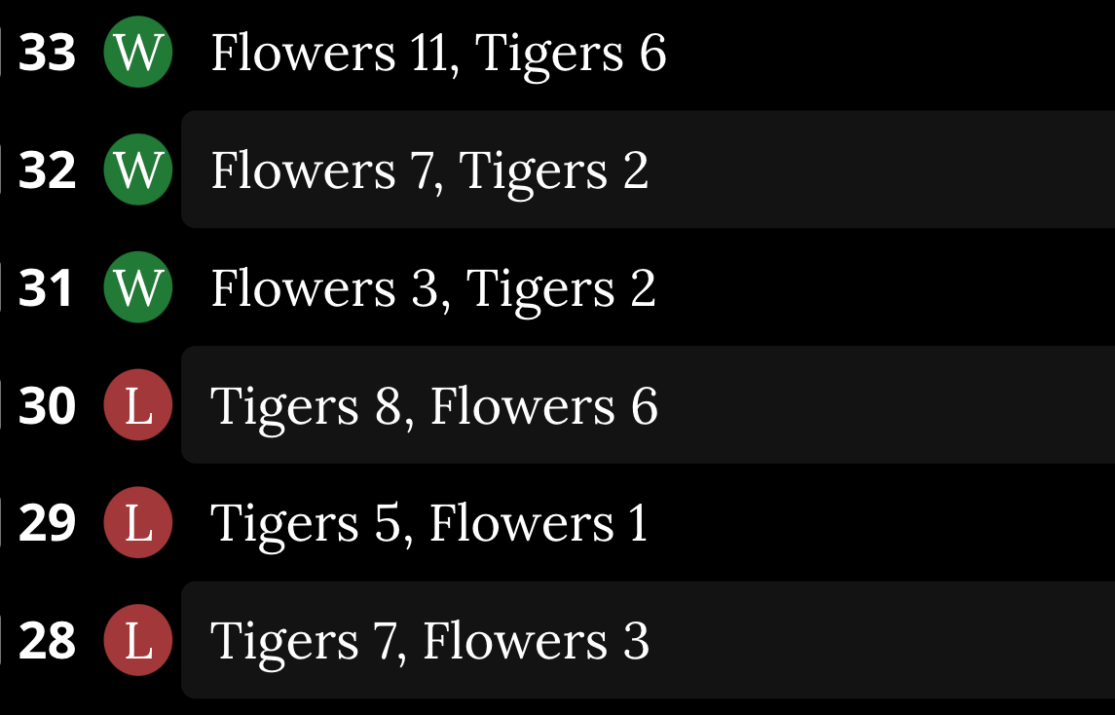 33 W Flowers 11, Tigers 6
32 W Flowers 7, Tigers 2
31 W Flowers 3, Tigers 2
30 L Tigers 8, Flowers 6
29 L Tigers 5, Flowers 1
28 L Tigers 7, Flowers 3